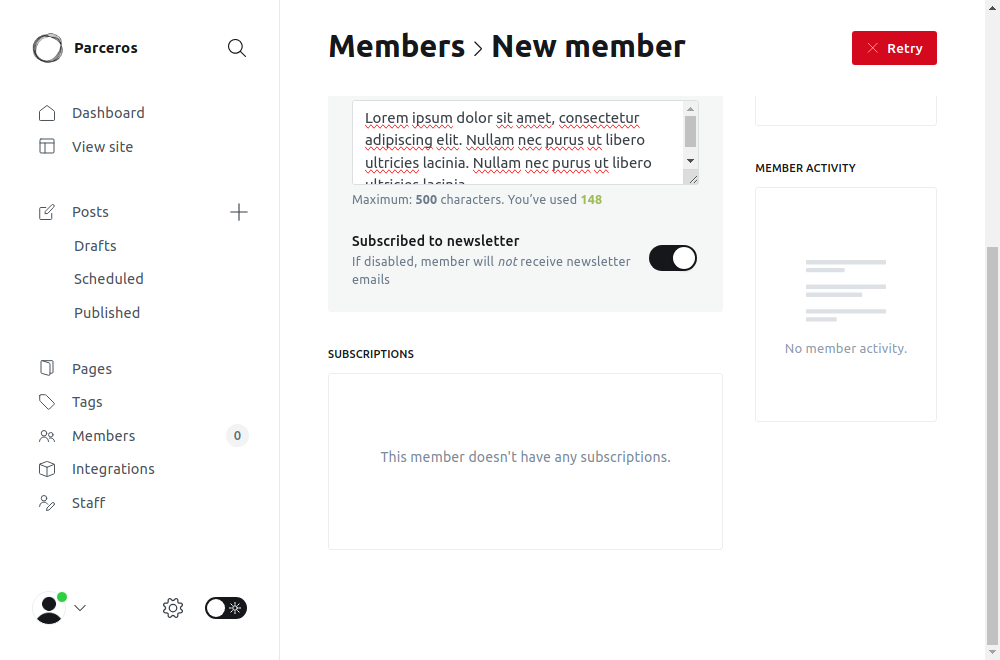 Parceros
Dashboard
View site
Posts
Drafts
Scheduled
Published
Pages
Tags
Members
0
Integrations
Staff
Members > New member
Retry
Lorem ipsum dolor sit amet, consectetur
adipiscing elit. Nullam nec purus ut libero
ultricies lacinia. Nullam nec purus ut libero
ultricies lacinia.
Maximum: 500 characters. You’ve used 148
Subscribed to newsletter
If disabled, member will not receive newsletter
emails
SUBSCRIPTIONS
This member doesn't have any subscriptions.
MEMBER ACTIVITY
No member activity.